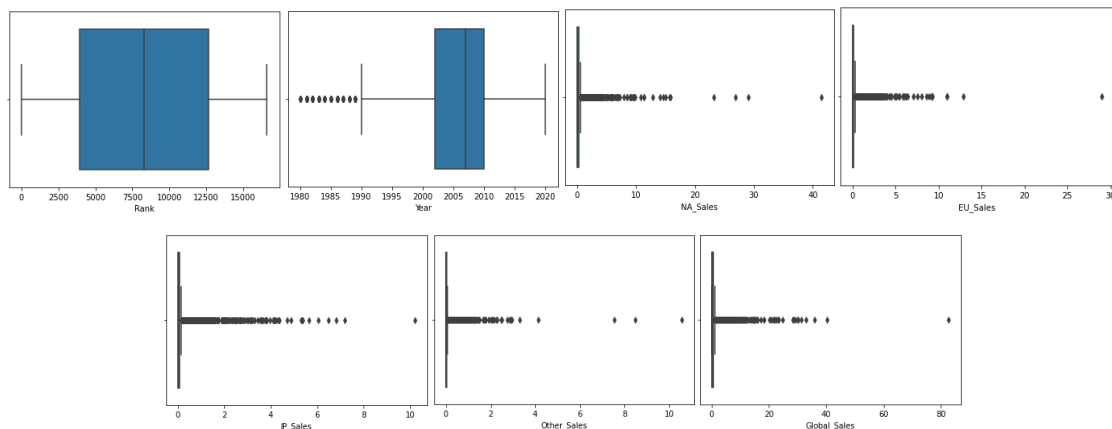 0 2500 5000 7500 10000 12500 15000
Rank
1980 1985 1990 1995 2000 2005 2010 2015 2020
Year
0 10 20 30 40
NA_Sales
0 5 10 15 20 25 30
EU_Sales
0 2 4 6 8 10
JP_Sales
0 2 4 6 8 10
Other_Sales
0 20 40 60 80
Global_Sales